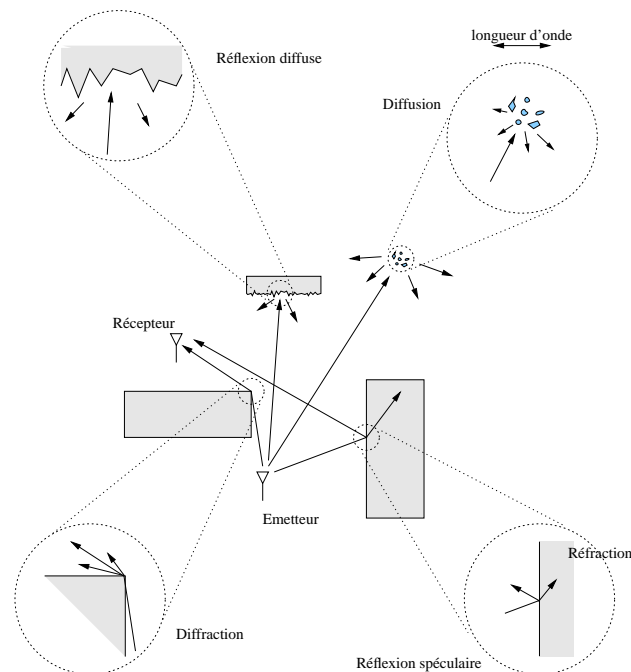 longueur d'onde
Réflexion diffuse
Diffusion
Récepteur
Emetteur
Réfraction
Diffraction
Réflexion spéculaire